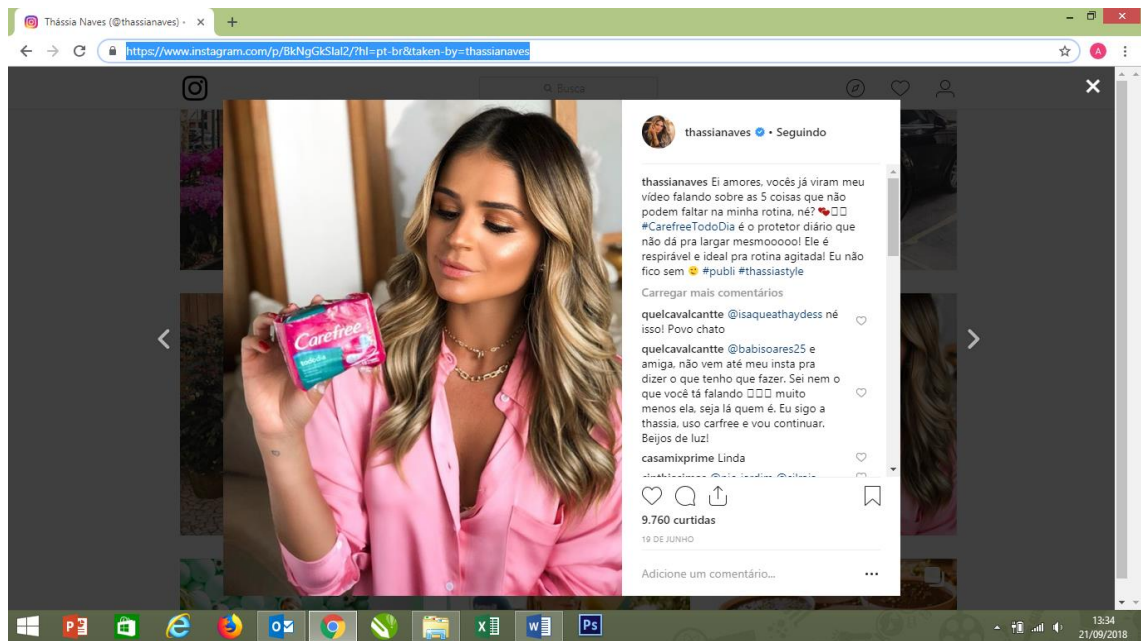 Thássia Naves (@thassianaves) •
https://www.instagram.com/p/BkNgGkSlal2/?hl=pt-br&taken-by=thassianaves
A
Busca
thassianaves • Seguindo
thassianaves Ei amores, vocês já viram meu
vídeo falando sobre as 5 coisas que não
podem faltar na minha rotina, né?
#CarefreeTodoDia é o protetor diário que
não dá pra largar mesmooooo! Ele é
respirável e ideal pra rotina agitada! Eu não
fico sem 🙂 #publi #thassiastyle
Carregar mais comentários
quelcavalcantte @isaqueathaydess né
isso! Povo chato
quelcavalcantte @babisoares25 e
amiga, não vem até meu insta pra
dizer o que tenho que fazer. Sei nem o
que você tá falando muito
menos ela, seja lá quem é. Eu sigo a
thassia, uso carfree e vou continuar.
Beijos de luz!
casamixprime Linda
9.760 curtidas
19 DE JUNHO
Adicione um comentário...
Carefree
todo dia
Ps
13:34
21/09/2018